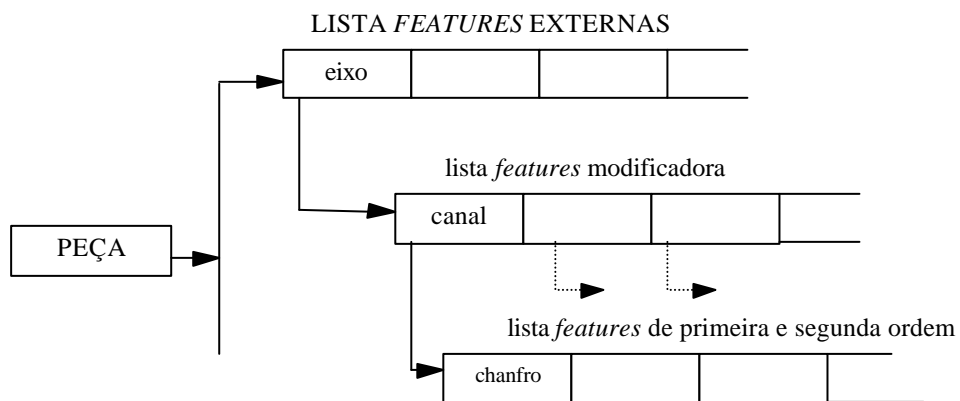 LISTA FEATURES EXTERNAS
eixo
lista features modificadora
canal
PEÇA
lista features de primeira e segunda ordem
chanfro